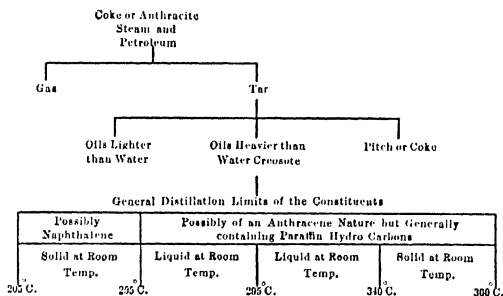 Coke or Anthracite
Steam and
Petroleum
Gas
Tar
Oils Lighter
than Water
Oils Heavier than
Water Creosote
Pitch or Coke
General Distillation Limits of the Constituents
Possibly
Naphthalene
Possibly of an Anthracene Nature but Generally
containing Paraffin Hydro Carbons
Solid at Room
Temp.
Liquid at Room
Temp.
Liquid at Room
Temp.
Solid at Room
Temp.
205°C.
°C.
°C.
°C.
360°C.